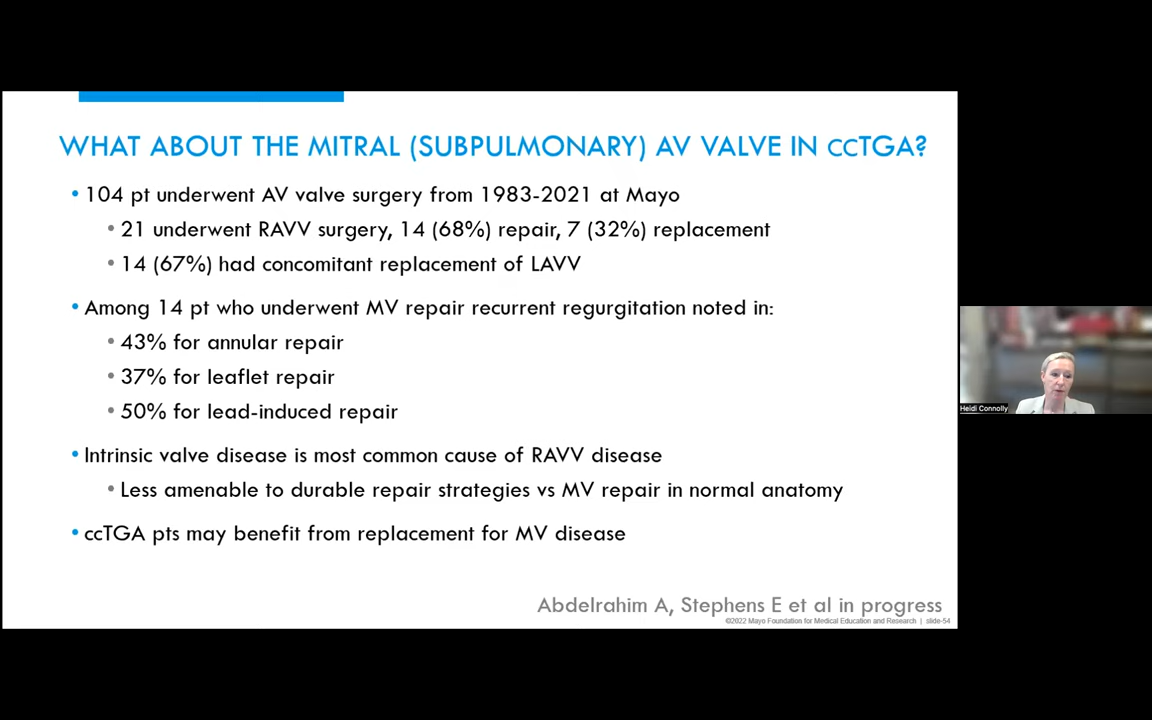 WHAT ABOUT THE MITRAL (SUBPULMONARY) AV VALVE IN ccTGA?
• 104 pt underwent AV valve surgery from 1983-2021 at Mayo
• 21 underwent RAVV surgery, 14 (68%) repair, 7 (32%) replacement
• 14 (67%) had concomitant replacement of LAVV
• Among 14 pt who underwent MV repair recurrent regurgitation noted in:
• 43% for annular repair
• 37% for leaflet repair
• 50% for lead-induced repair
• Intrinsic valve disease is most common cause of RAVV disease
• Less amenable to durable repair strategies vs MV repair in normal anatomy
• ccTGA pts may benefit from replacement for MV disease
Abdelrahim A, Stephens E et al in progress
©2022 Mayo Foundation for Medical Education and Research | slide-54
Heidi Connolly